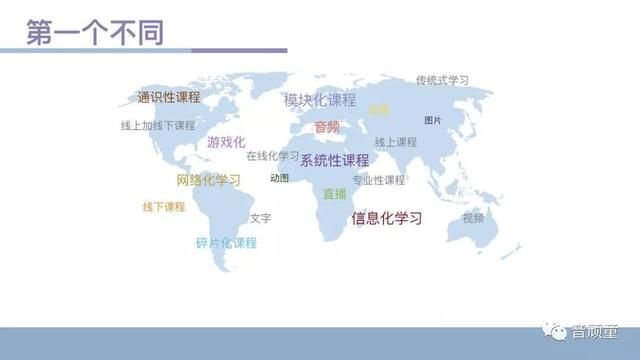 第一个不同
传统式学习
通识性课程
模块化课程
图片
线上加线下课程
音频
游戏化
线上课程
在线化学习
系统性课程
网络化学习
动图
专业性课程
直播
线下课程
文字
信息化学习
视频
碎片化课程
音顽童